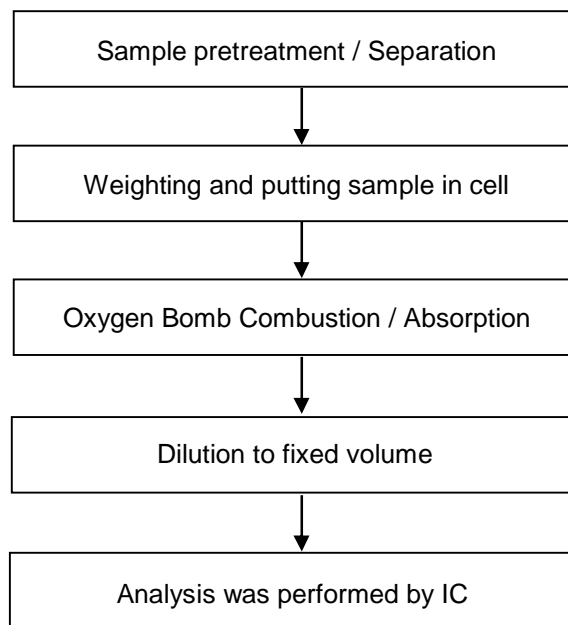 Sample pretreatment / Separation
Weighting and putting sample in cell
Oxygen Bomb Combustion / Absorption
Dilution to fixed volume
Analysis was performed by IC